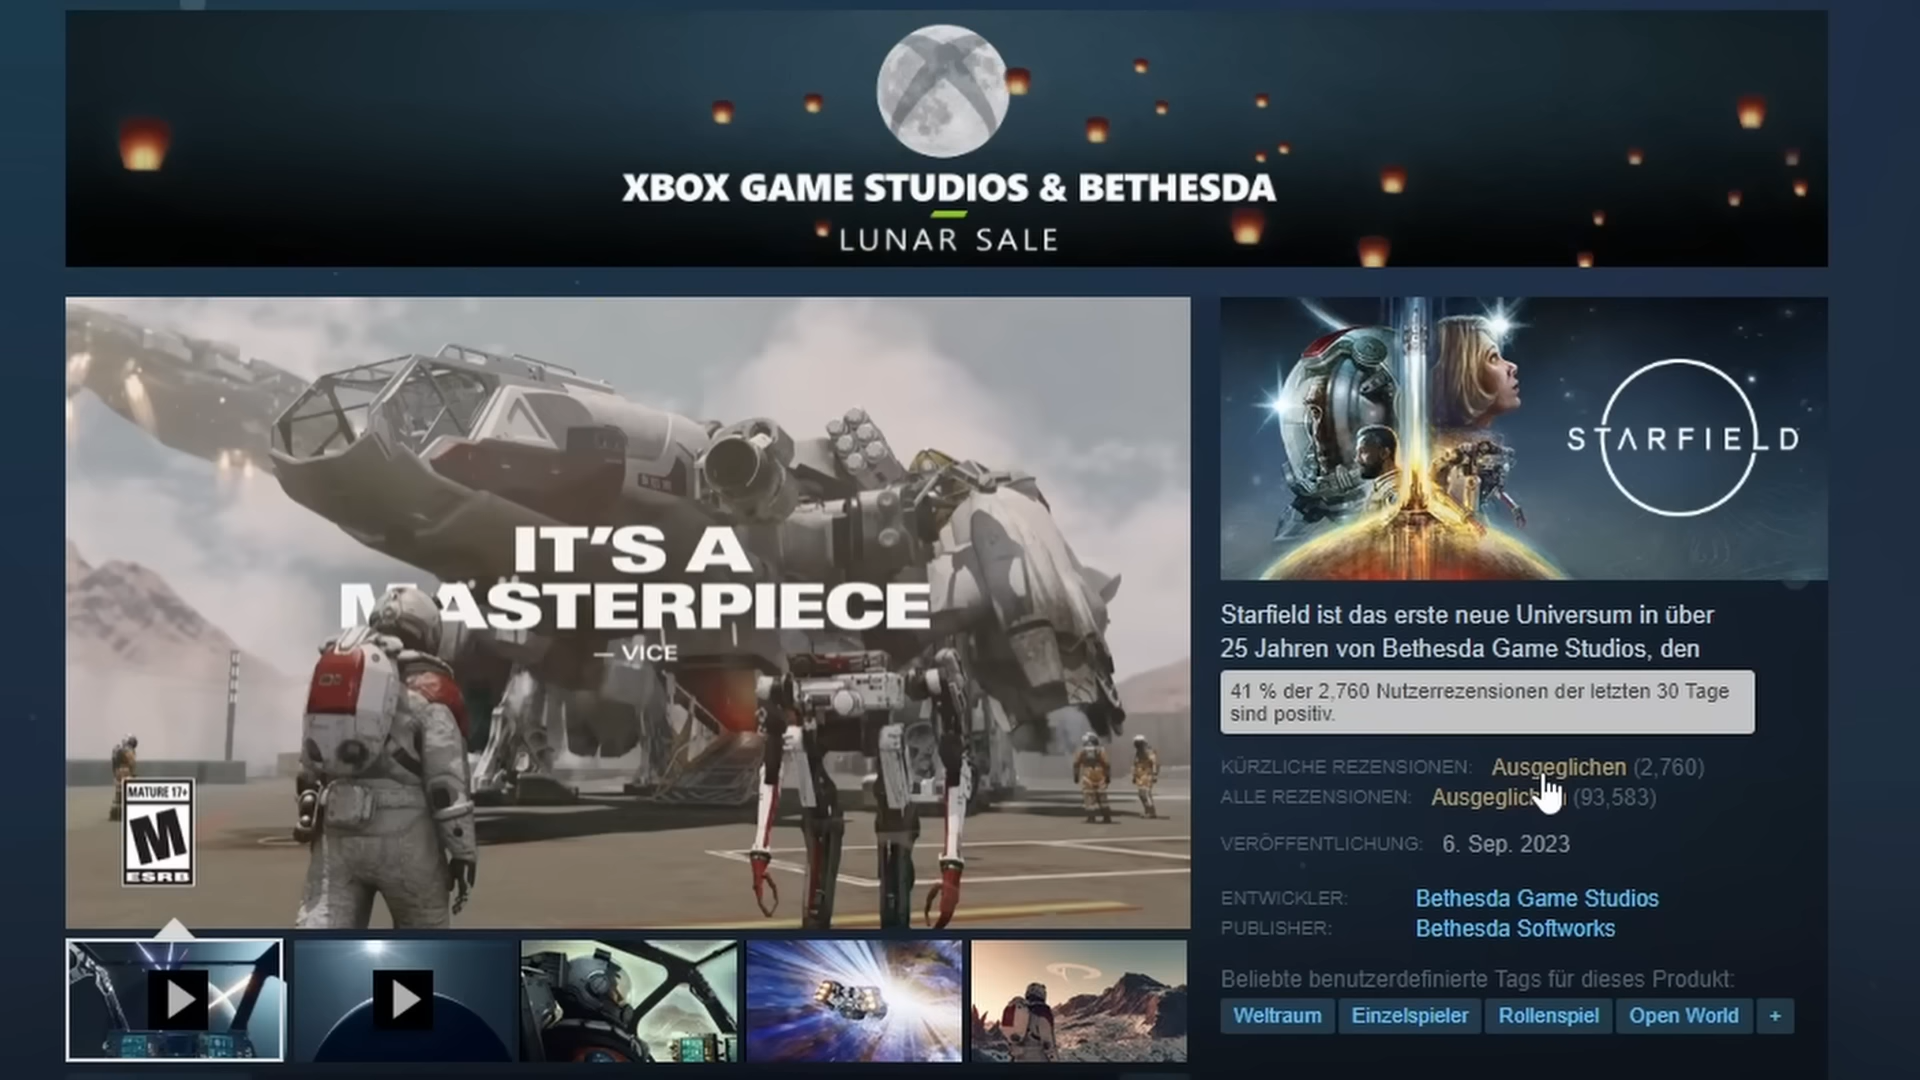 XBOX GAME STUDIOS & BETHESDA
LUNAR SALE
IT'S A
MASTERPIECE
— VICE
MATURE 17+
M
ESRB
STARFIELD
Starfield ist das erste neue Universum in über
25 Jahren von Bethesda Game Studios, den
41 % der 2,760 Nutzerrezensionen der letzten 30 Tage
sind positiv.
KÜRZLICHE REZENSIONEN: Ausgeglichen (2,760)
ALLE REZENSIONEN: Ausgeglichen (93,583)
VERÖFFENTLICHUNG: 6. Sep. 2023
ENTWICKLER: Bethesda Game Studios
PUBLISHER: Bethesda Softworks
Beliebte benutzerdefinierte Tags für dieses Produkt:
Weltraum Einzelspieler Rollenspiel Open World +